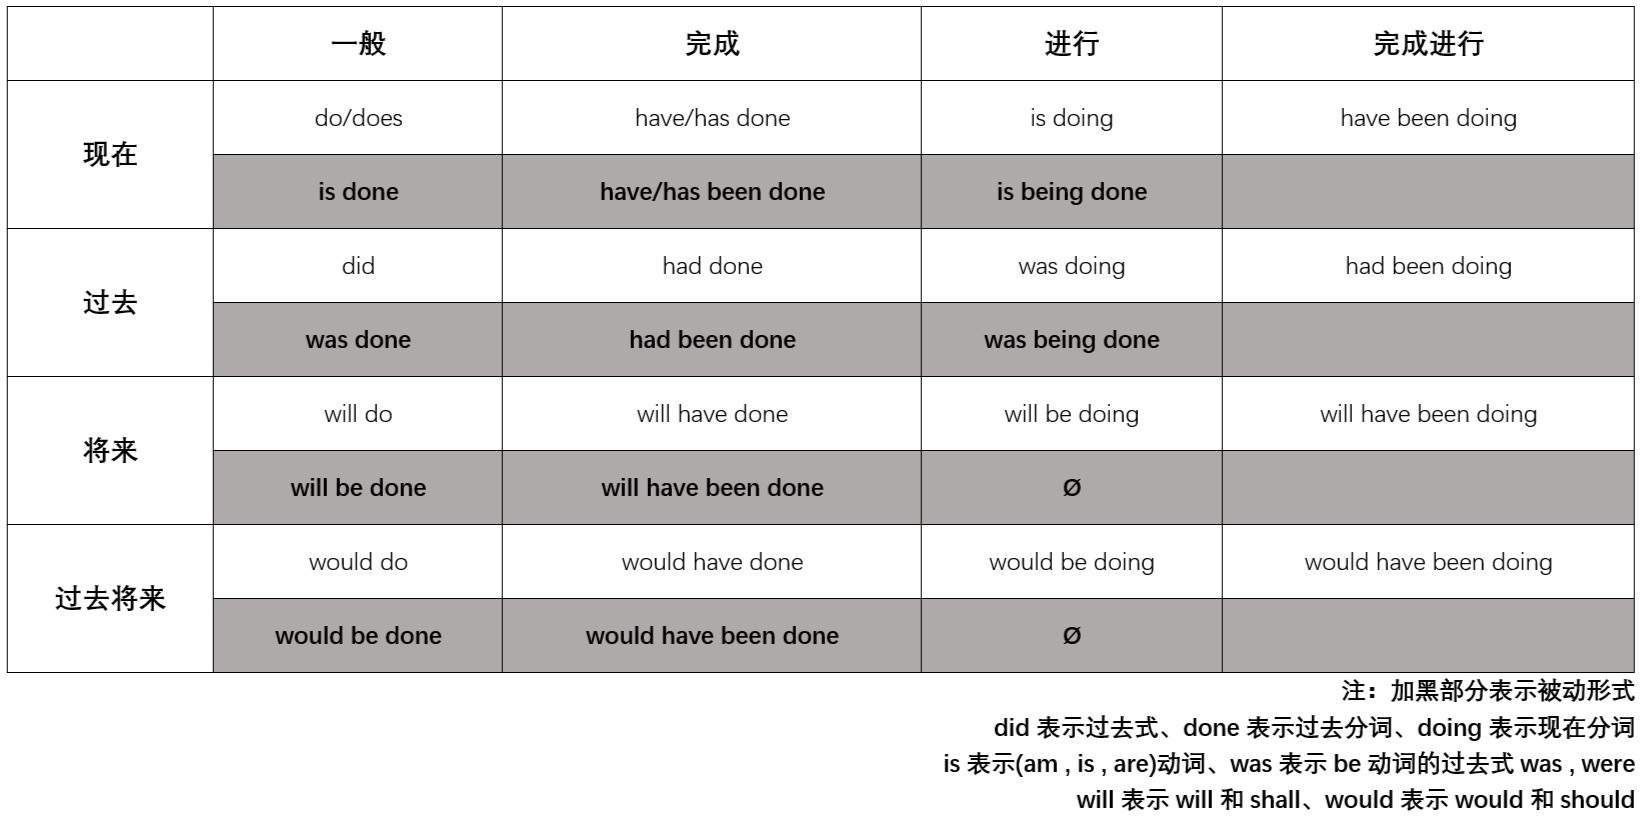 一般 完成 进行 完成进行
do/does have/has done is doing have been doing
现在
is done have/has been done is being done
did had done was doing had been doing
过去
was done had been done was being done
will do will have done will be doing will have been doing
将来
will be done will have been done Ø
would do would have done would be doing would have been doing
过去将来
would be done would have been done Ø
注：加黑部分表示被动形式
did 表示过去式、done 表示过去分词、doing 表示现在分词
is 表示(am , is , are)动词、was 表示 be 动词的过去式 was , were
will 表示 will 和 shall、would 表示 would 和 should